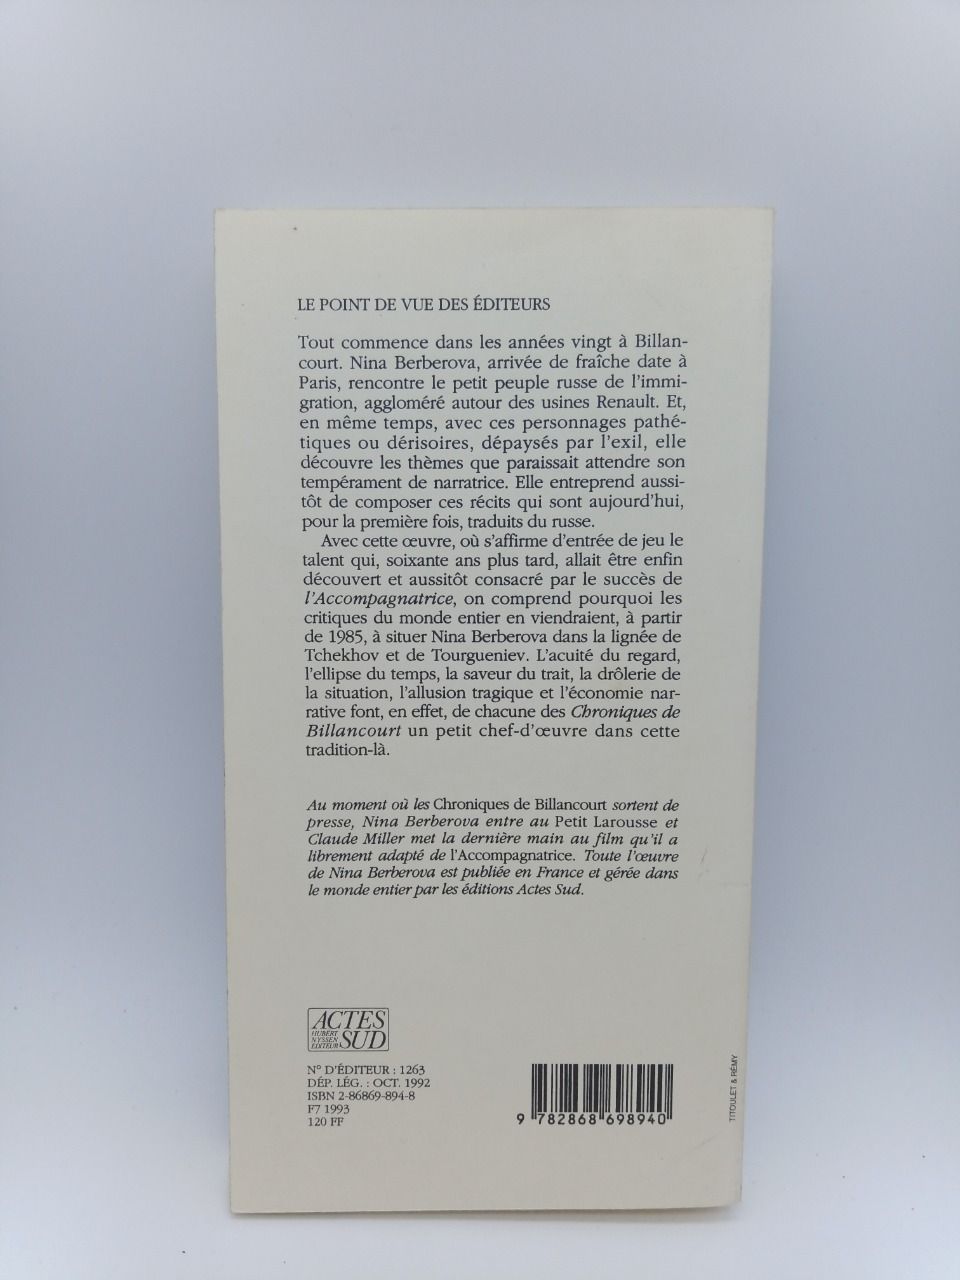 LE POINT DE VUE DES ÉDITEURS
Tout commence dans les années vingt à Billan-
court. Nina Berberova, arrivée de fraîche date à
Paris, rencontre le petit peuple russe de l'immi-
gration, aggloméré autour des usines Renault. Et,
en même temps, avec ces personnages pathé-
tiques ou dérisoires, dépaysés par l'exil, elle
découvre les thèmes que paraissait attendre son
tempérament de narratrice. Elle entreprend aussi-
tôt de composer ces récits qui sont aujourd'hui,
pour la première fois, traduits du russe.
Avec cette œuvre, où s'affirme d'entrée de jeu le
talent qui, soixante ans plus tard, allait être enfin
découvert et aussitôt consacré par le succès de
l'Accompagnatrice, on comprend pourquoi les
critiques du monde entier en viendraient, à partir
de 1985, à situer Nina Berberova dans la lignée de
Tchekhov et de Tourgueniev. L'acuité du regard,
l'ellipse du temps, la saveur du trait, la drôlerie de
la situation, l'allusion tragique et l'économie nar-
rative font, en effet, de chacune des Chroniques de
Billancourt un petit chef-d'œuvre dans cette
tradition-là.
Au moment où les Chroniques de Billancourt sortent de
presse, Nina Berberova entre au Petit Larousse et
Claude Miller met la dernière main au film qu'il a
librement adapté de l'Accompagnatrice. Toute l'œuvre
de Nina Berberova est publiée en France et gérée dans
le monde entier par les éditions Actes Sud.
ACTES
HUBERT
NYSSEN
ÉDITEUR SUD
N° D'ÉDITEUR : 1263
DÉP. LÉG. : OCT. 1992
ISBN 2-86869-894-8
F7 1993
120 FF
9 782868 698940
TITOULET & RÉMY